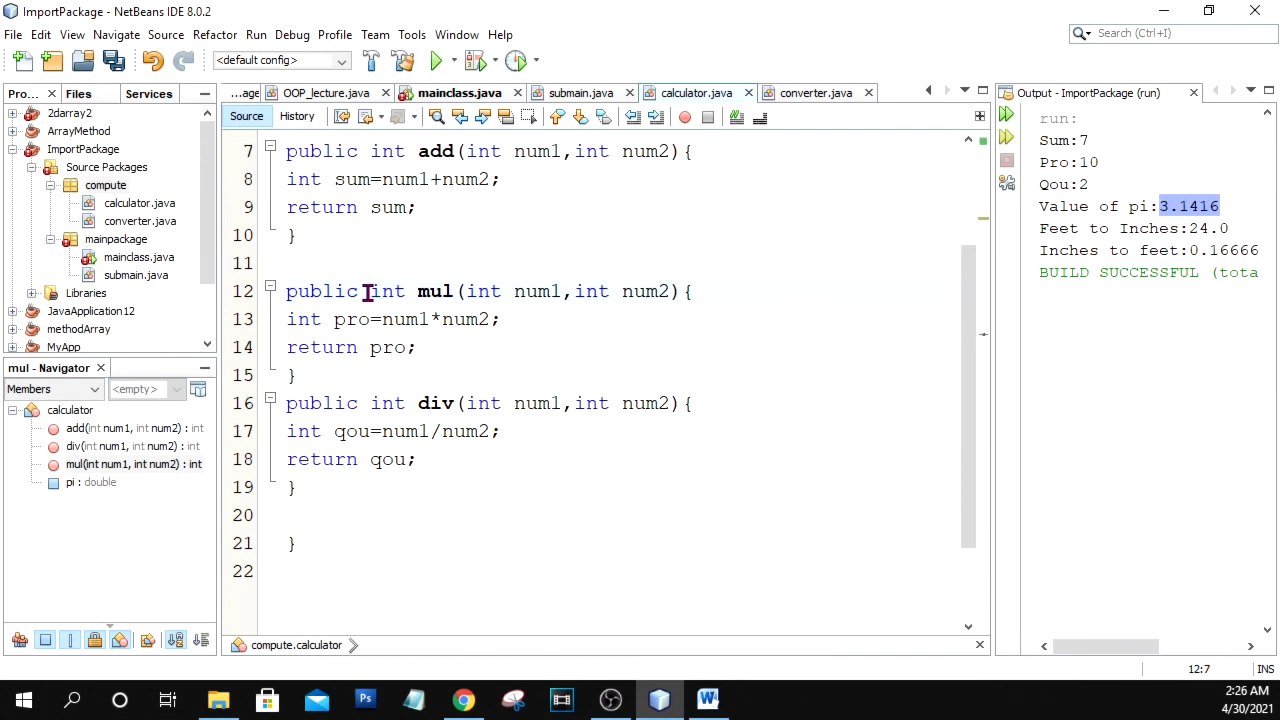 ImportPackage - NetBeans IDE 8.0.2
File Edit View Navigate Source Refactor Run Debug Profile Team Tools Window Help
Search (Ctrl+I)
<default config>
Pro... Files Services
2darray2
ArrayMethod
ImportPackage
Source Packages
compute
calculator.java
converter.java
mainpackage
mainclass.java
submain.java
Libraries
JavaApplication12
methodArray
MyApp
mul - Navigator
Members <empty>
calculator
add(int num1, int num2) : int
div(int num1, int num2) : int
mul(int num1, int num2) : int
pi : double
...age OOP_lecture.java mainclass.java submain.java calculator.java converter.java
Source History
7 public int add(int num1,int num2){
8 int sum=num1+num2;
9 return sum;
10 }
11
12 public int mul(int num1,int num2){
13 int pro=num1*num2;
14 return pro;
15 }
16 public int div(int num1,int num2){
17 int qou=num1/num2;
18 return qou;
19 }
20
21 }
22
compute.calculator
Output - ImportPackage (run)
run:
Sum:7
Pro:10
Qou:2
Value of pi:3.1416
Feet to Inches:24.0
Inches to feet:0.16666
BUILD SUCCESSFUL (tota
12:7 INS
2:26 AM
4/30/2021